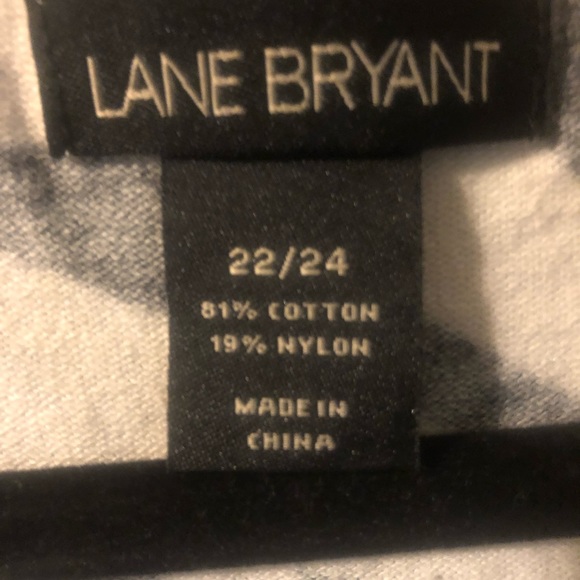 LANE BRYANT
22/24
81% COTTON
19% NYLON
MADE IN
CHINA